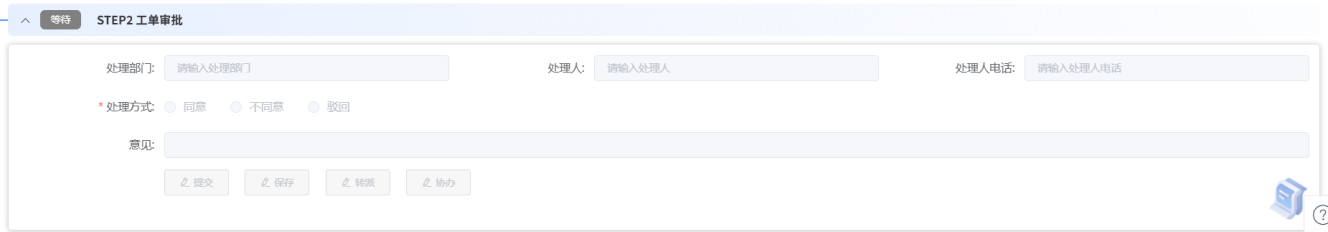 等待 STEP2 工单审批
处理部门: 请输入处理部门 处理人: 请输入处理人 处理人电话: 请输入处理人电话
* 处理方式: 同意 不同意 驳回
意见:
提交 保存 转派 协办
?